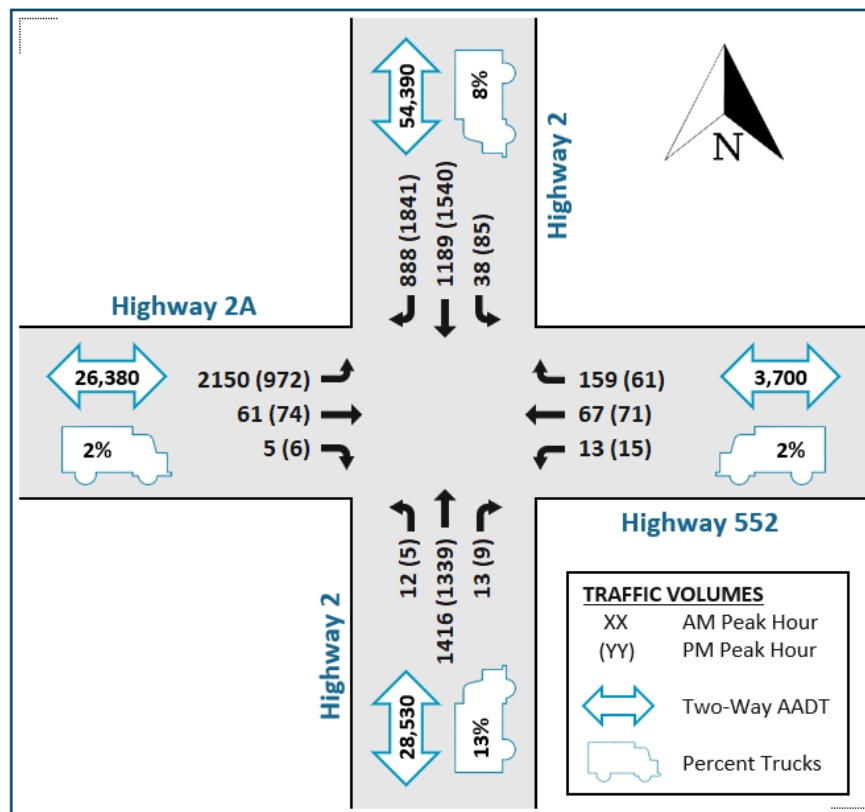 54,390
8%
Highway 2
N
888 (1841)
1189 (1540)
38 (85)
Highway 2A
26,380
2150 (972)
61 (74)
5 (6)
2%
159 (61)
67 (71)
13 (15)
3,700
2%
Highway 552
12 (5)
1416 (1339)
13 (9)
Highway 2
28,530
13%
TRAFFIC VOLUMES
XX AM Peak Hour
(YY) PM Peak Hour
Two-Way AADT
Percent Trucks